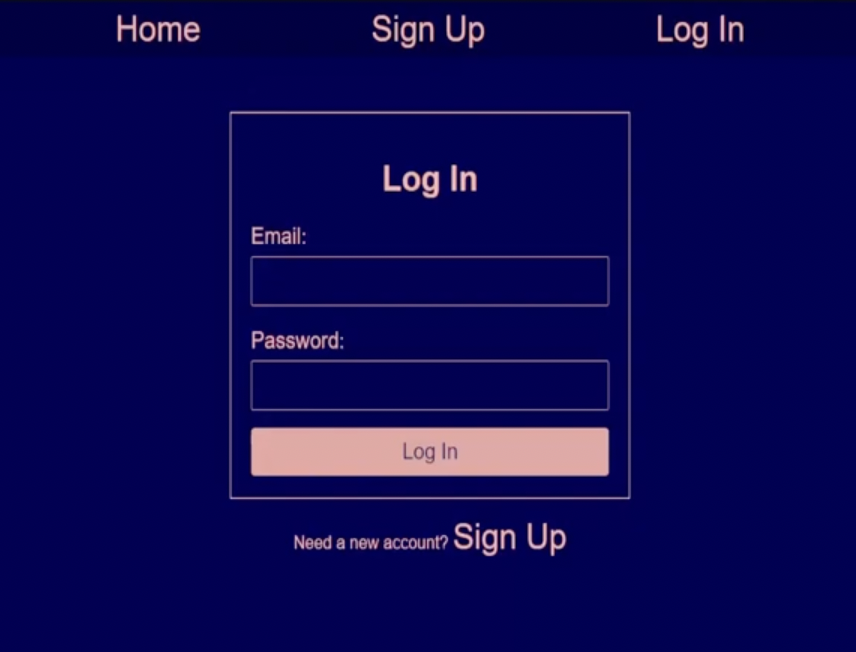 Home Sign Up Log In
Log In
Email:
Password:
Log In
Need a new account? Sign Up